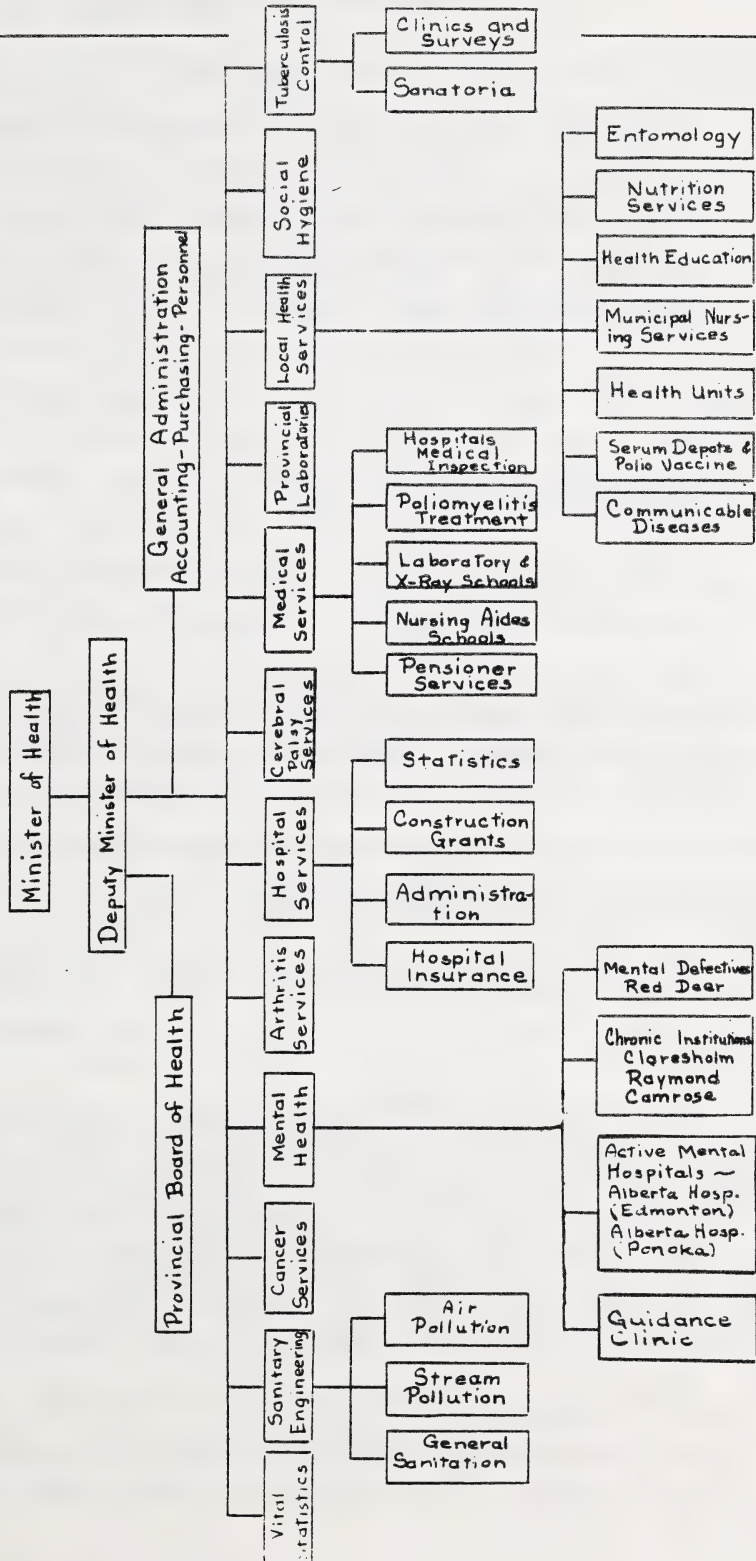 Minister of Health
Deputy Minister of Health
Provincial Board of Health
General Administration
Accounting-Purchasing-Personnel
Vital
Statistics
Sanitary
Engineering
Cancer
Services
Mental
Health
Arthritis
Services
Hospital
Services
Cerebral
Palsy
Services
Medical
Services
Provincial
Laboratories
Local Health
Services
Social
Hygiene
Tuberculosis
Control
General
Sanitation
Stream
Pollution
Air
Pollution
Hospital
Insurance
Administra-
tion
Construction
Grants
Statistics
Pensioner
Services
Nursing Aides
Schools
Laboratory &
X-Ray Schools
Poliomyelitis
Treatment
Hospitals
Medical
Inspection
Sanatoria
Clinics and
Surveys
Guidance
Clinic
Active Mental
Hospitals ~
Alberta Hosp.
(Edmonton)
Alberta Hosp.
(Ponoka)
Chronic Institutions
Claresholm
Raymond
Camrose
Mental Defectives
Red Deer
Communicable
Diseases
Serum Depots &
Polio Vaccine
Health Units
Municipal Nurs-
ing Services
Health Education
Nutrition
Services
Entomology